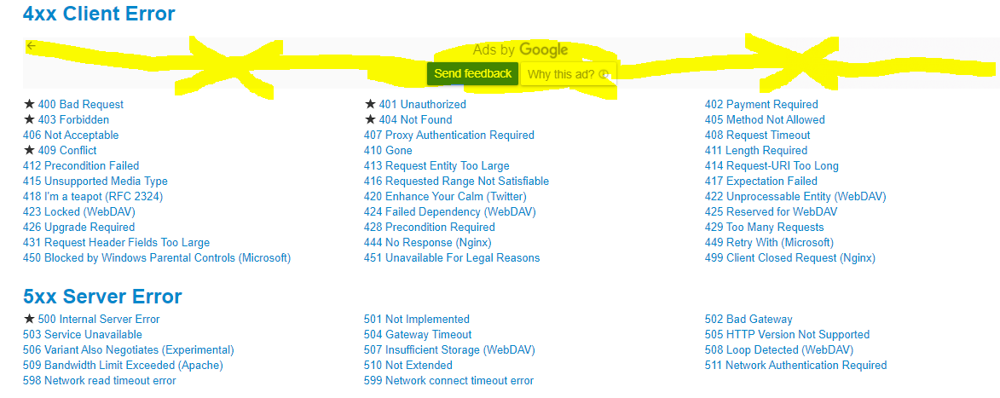 4xx Client Error
Ads by Google
Send feedback Why this ad?
★ 400 Bad Request ★ 401 Unauthorized 402 Payment Required
★ 403 Forbidden ★ 404 Not Found 405 Method Not Allowed
406 Not Acceptable 407 Proxy Authentication Required 408 Request Timeout
★ 409 Conflict 410 Gone 411 Length Required
412 Precondition Failed 413 Request Entity Too Large 414 Request-URI Too Long
415 Unsupported Media Type 416 Requested Range Not Satisfiable 417 Expectation Failed
418 I'm a teapot (RFC 2324) 420 Enhance Your Calm (Twitter) 422 Unprocessable Entity (WebDAV)
423 Locked (WebDAV) 424 Failed Dependency (WebDAV) 425 Reserved for WebDAV
426 Upgrade Required 428 Precondition Required 429 Too Many Requests
431 Request Header Fields Too Large 444 No Response (Nginx) 449 Retry With (Microsoft)
450 Blocked by Windows Parental Controls (Microsoft) 451 Unavailable For Legal Reasons 499 Client Closed Request (Nginx)
5xx Server Error
★ 500 Internal Server Error 501 Not Implemented 502 Bad Gateway
503 Service Unavailable 504 Gateway Timeout 505 HTTP Version Not Supported
506 Variant Also Negotiates (Experimental) 507 Insufficient Storage (WebDAV) 508 Loop Detected (WebDAV)
509 Bandwidth Limit Exceeded (Apache) 510 Not Extended 511 Network Authentication Required
598 Network read timeout error 599 Network connect timeout error